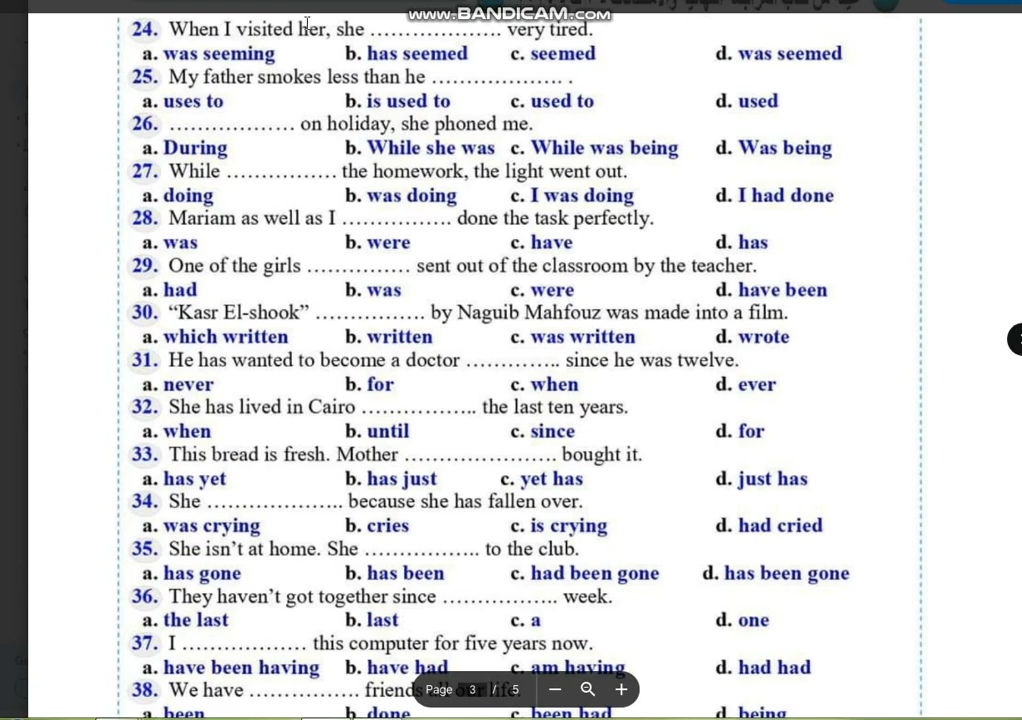 www.BANDICAM.com
24. When I visited her, she ................... very tired.
a. was seeming b. has seemed c. seemed d. was seemed
25. My father smokes less than he ................... .
a. uses to b. is used to c. used to d. used
26. .................. on holiday, she phoned me.
a. During b. While she was c. While was being d. Was being
27. While ................ the homework, the light went out.
a. doing b. was doing c. I was doing d. I had done
28. Mariam as well as I ................ done the task perfectly.
a. was b. were c. have d. has
29. One of the girls ............... sent out of the classroom by the teacher.
a. had b. was c. were d. have been
30. “Kasr El-shook” ................ by Naguib Mahfouz was made into a film.
a. which written b. written c. was written d. wrote
31. He has wanted to become a doctor .............. since he was twelve.
a. never b. for c. when d. ever
32. She has lived in Cairo ................. the last ten years.
a. when b. until c. since d. for
33. This bread is fresh. Mother ...................... bought it.
a. has yet b. has just c. yet has d. just has
34. She .................... because she has fallen over.
a. was crying b. cries c. is crying d. had cried
35. She isn’t at home. She ................. to the club.
a. has gone b. has been c. had been gone d. has been gone
36. They haven’t got together since ................. week.
a. the last b. last c. a d. one
37. I .................. this computer for five years now.
a. have been having b. have had c. am having d. had had
38. We have ................ friends all our life.
a. been b. done c. been had d. being
Page 3 / 5